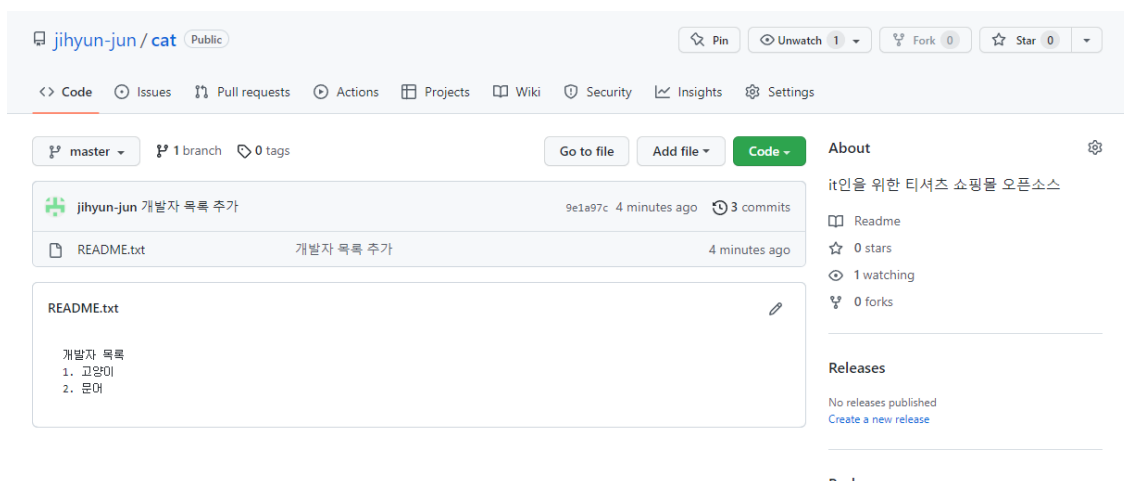 jihyun-jun / cat Public
Pin Unwatch 1 Fork 0 Star 0
Code Issues Pull requests Actions Projects Wiki Security Insights Settings
master 1 branch 0 tags Go to file Add file Code
jihyun-jun 개발자 목록 추가 9e1a97c 4 minutes ago 3 commits
README.txt 개발자 목록 추가 4 minutes ago
README.txt
개발자 목록
1. 고양이
2. 문어
About
it인을 위한 티셔츠 쇼핑몰 오픈소스
Readme
0 stars
1 watching
0 forks
Releases
No releases published
Create a new release